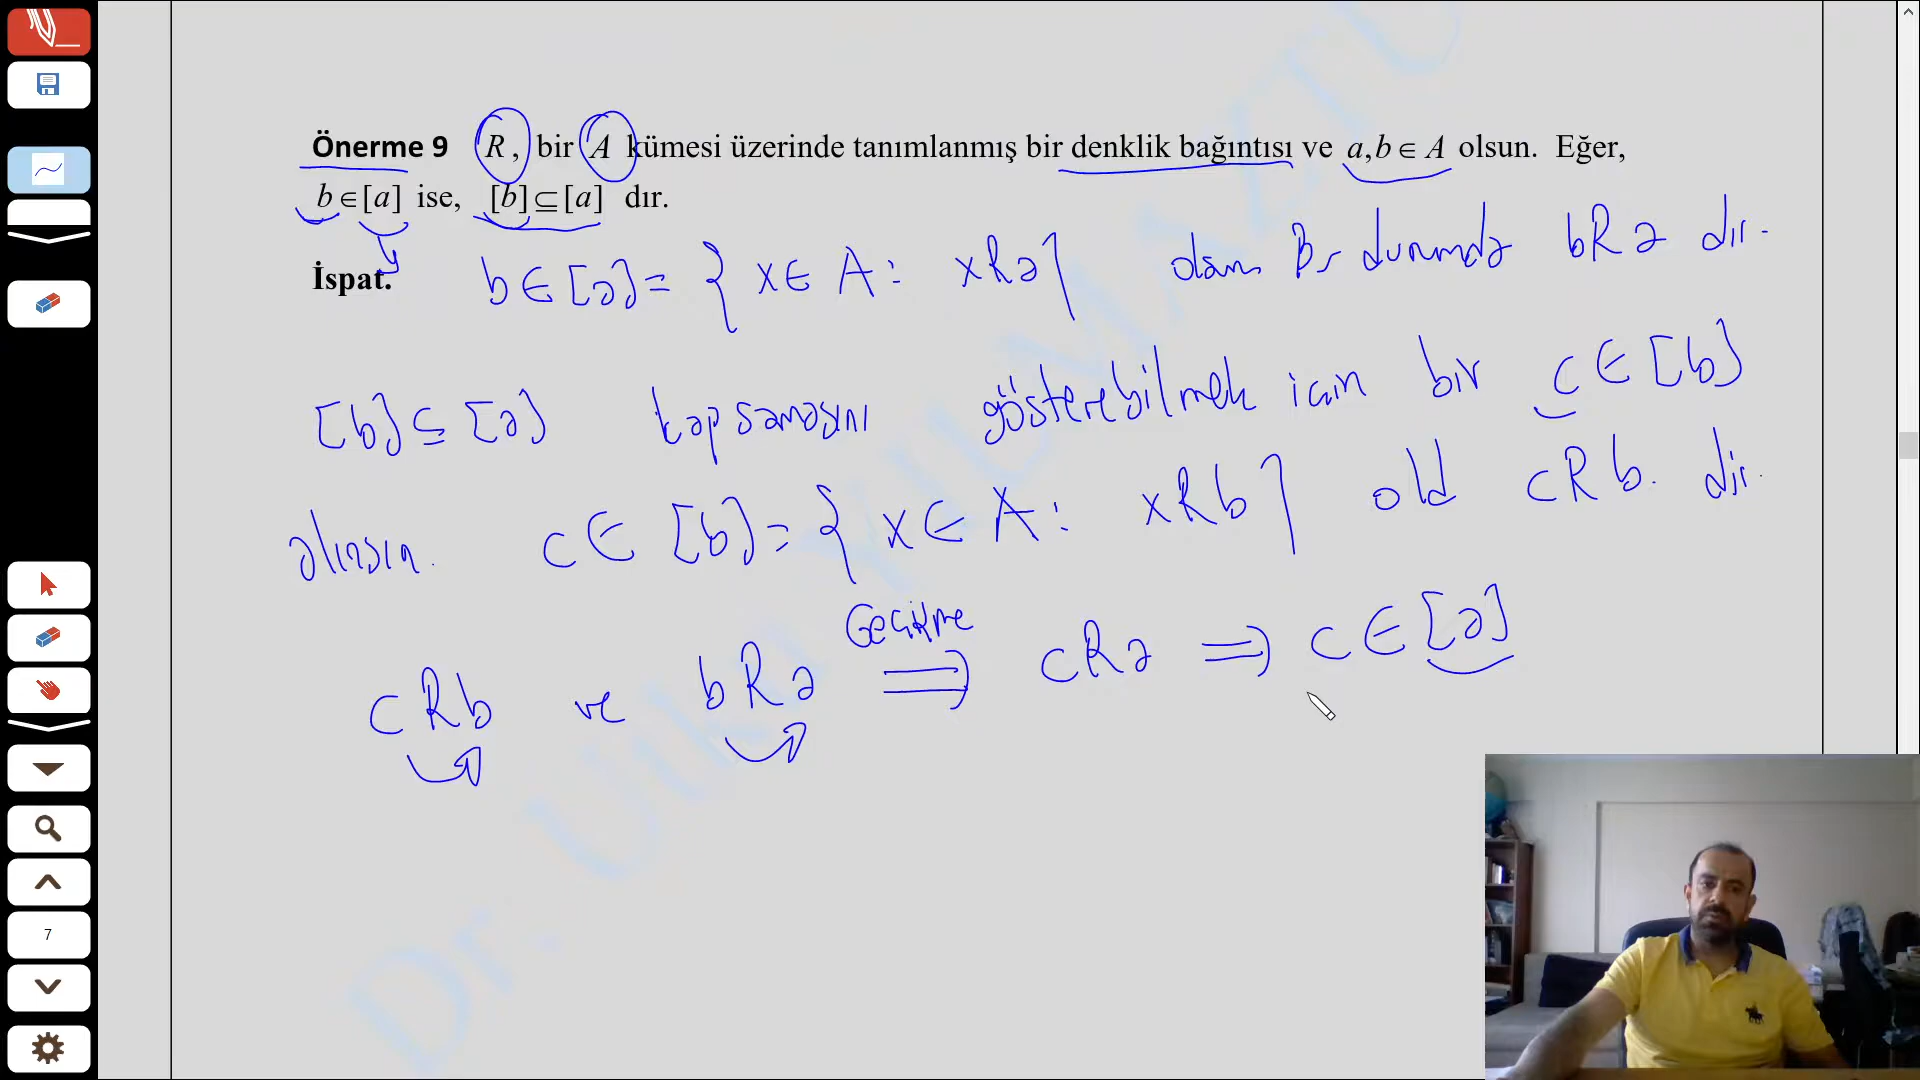 Önerme 9 R, bir A kümesi üzerinde tanımlanmış bir denklik bağıntısı ve a,b∈A olsun. Eğer,
b∈[a] ise, [b]⊆[a] dır.
İspat. b∈[a]={x∈A: xRa} olsun. Bu durumda bRa dır.
[b]⊆[a] kapsamasını gösterebilmek için bir c∈[b]
alınsın. c∈[b]={x∈A: xRb} old cRb. dir.
Geçişme
cRb ve bRa ⟹ cRa ⟹ c∈[a]
7